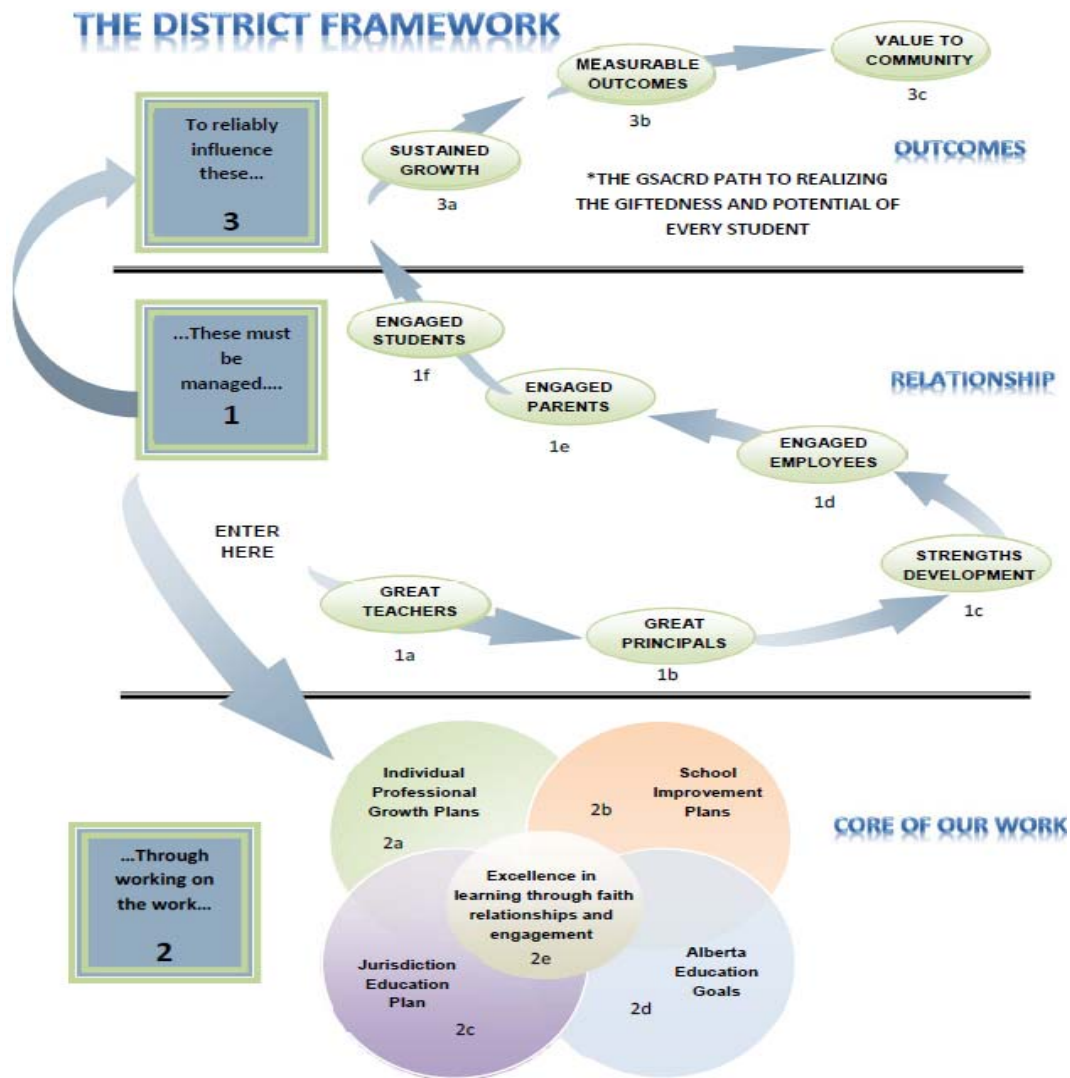 THE DISTRICT FRAMEWORK
MEASURABLE
OUTCOMES
3b
VALUE TO
COMMUNITY
3c
To reliably
influence
these...
3
SUSTAINED
GROWTH
3a
OUTCOMES
*THE GSACRD PATH TO REALIZING
THE GIFTEDNESS AND POTENTIAL OF
EVERY STUDENT
...These must
be
managed....
1
ENGAGED
STUDENTS
1f
ENGAGED
PARENTS
1e
RELATIONSHIP
ENGAGED
EMPLOYEES
1d
STRENGTHS
DEVELOPMENT
1c
ENTER
HERE
GREAT
TEACHERS
1a
GREAT
PRINCIPALS
1b
Individual
Professional
Growth Plans
2a
School
Improvement
Plans
2b
CORE OF OUR WORK
...Through
working on
the work...
2
Excellence in
learning through faith
relationships and
engagement
2e
Jurisdiction
Education
Plan
2c
Alberta
Education
Goals
2d